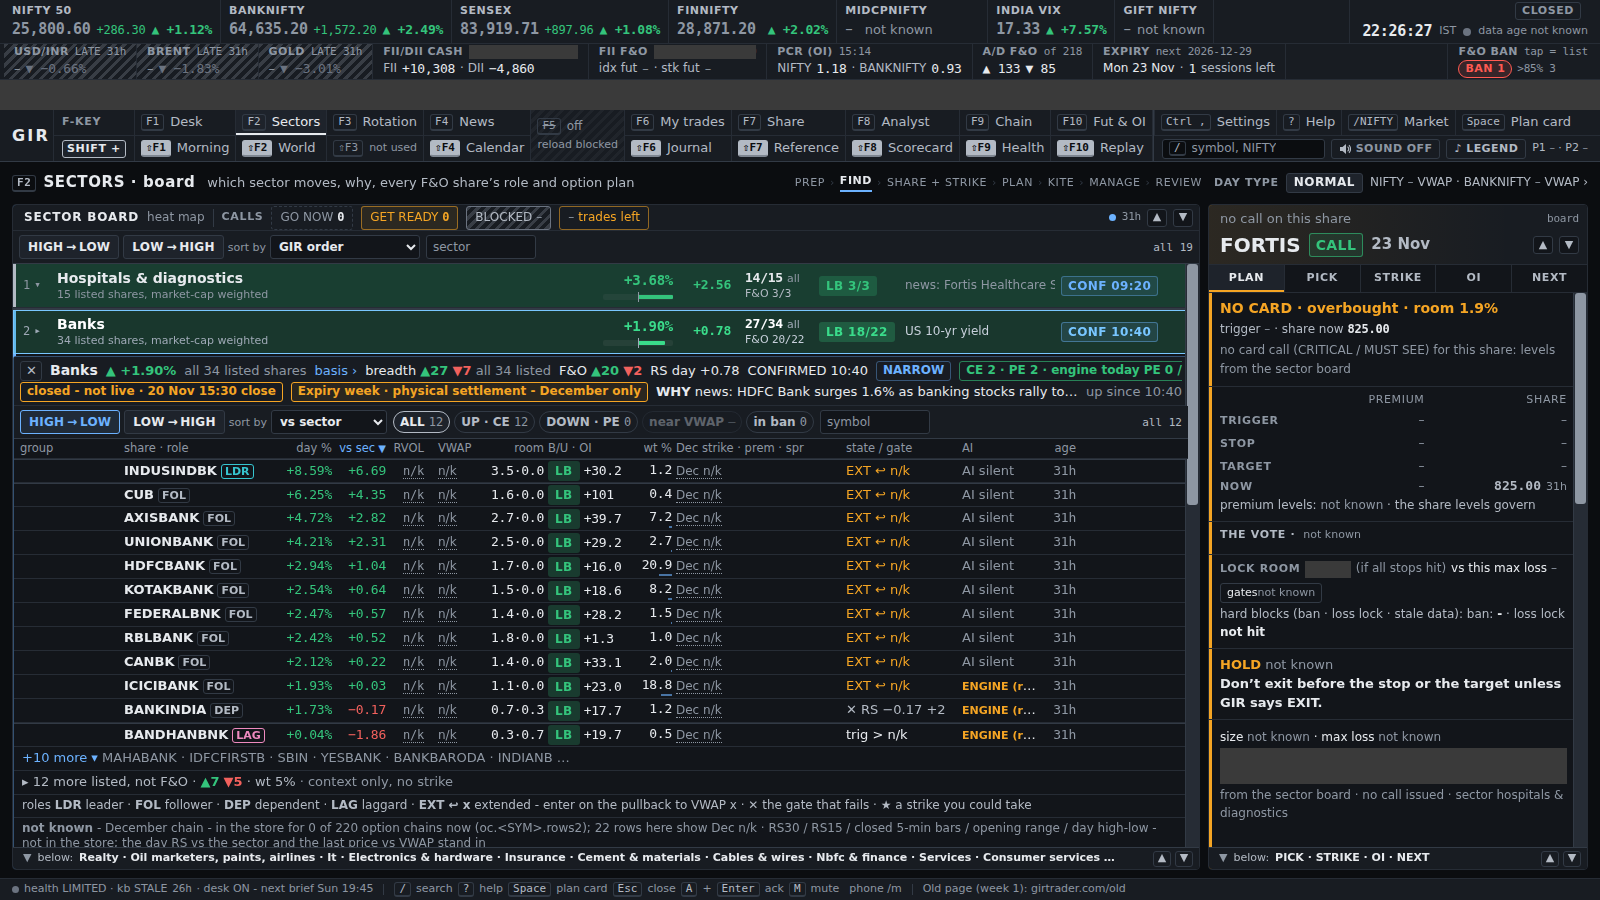 NIFTY 50 BANKNIFTY SENSEX FINNIFTY MIDCPNIFTY INDIA VIX GIFT NIFTY CLOSED
25,800.60 +286.30 ▲ +1.12% 64,635.20 +1,572.20 ▲ +2.49% 83,919.71 +897.96 ▲ +1.08% 28,871.20 ▲ +2.02% – not known 17.33 ▲ +7.57% – not known 22:26:27 IST data age not known
USD/INR LATE 31h BRENT LATE 31h GOLD LATE 31h FII/DII CASH FII F&O PCR (OI) 15:14 A/D F&O of 218 EXPIRY next 2026-12-29 F&O BAN tap = list
– ▼ −0.66% – ▼ −1.83% – ▼ −3.01% FII +10,308 · DII −4,860 idx fut – · stk fut – NIFTY 1.18 · BANKNIFTY 0.93 ▲ 133 ▼ 85 Mon 23 Nov · 1 sessions left BAN 1 >85% 3
GIR F-KEY F1 Desk F2 Sectors F3 Rotation F4 News F5 off F6 My trades F7 Share F8 Analyst F9 Chain F10 Fut & OI Ctrl , Settings ? Help /NIFTY Market Space Plan card
SHIFT + ⇧F1 Morning ⇧F2 World ⇧F3 not used ⇧F4 Calendar reload blocked ⇧F6 Journal ⇧F7 Reference ⇧F8 Scorecard ⇧F9 Health ⇧F10 Replay / symbol, NIFTY SOUND OFF ♪ LEGEND P1 – · P2 –
F2 SECTORS · board which sector moves, why, every F&O share’s role and option plan PREP › FIND › SHARE + STRIKE › PLAN › KITE › MANAGE › REVIEW DAY TYPE NORMAL NIFTY – VWAP · BANKNIFTY – VWAP ›
SECTOR BOARD heat map CALLS GO NOW 0 GET READY 0 BLOCKED – – trades left 31h ▲ ▼
HIGH → LOW LOW → HIGH sort by GIR order sector all 19
1 ▾ Hospitals & diagnostics +3.68% +2.56 14/15 all LB 3/3 news: Fortis Healthcare S CONF 09:20
15 listed shares, market-cap weighted F&O 3/3
2 ▸ Banks +1.90% +0.78 27/34 all LB 18/22 US 10-yr yield CONF 10:40
34 listed shares, market-cap weighted F&O 20/22
✕ Banks ▲ +1.90% all 34 listed shares basis › breadth ▲27 ▼7 all 34 listed F&O ▲20 ▼2 RS day +0.78 CONFIRMED 10:40 NARROW CE 2 · PE 2 · engine today PE 0 /
closed - not live · 20 Nov 15:30 close Expiry week · physical settlement - December only WHY news: HDFC Bank surges 1.6% as banking stocks rally to… up since 10:40
HIGH → LOW LOW → HIGH sort by vs sector ALL 12 UP · CE 12 DOWN · PE 0 near VWAP – in ban 0 symbol all 12
group share · role day % vs sec ▼ RVOL VWAP room B/U · OI wt % Dec strike · prem · spr state / gate AI age
INDUSINDBK LDR +8.59% +6.69 n/k n/k 3.5·0.0 LB +30.2 1.2 Dec n/k EXT ↩ n/k AI silent 31h
CUB FOL +6.25% +4.35 n/k n/k 1.6·0.0 LB +101 0.4 Dec n/k EXT ↩ n/k AI silent 31h
AXISBANK FOL +4.72% +2.82 n/k n/k 2.7·0.0 LB +39.7 7.2 Dec n/k EXT ↩ n/k AI silent 31h
UNIONBANK FOL +4.21% +2.31 n/k n/k 2.5·0.0 LB +29.2 2.7 Dec n/k EXT ↩ n/k AI silent 31h
HDFCBANK FOL +2.94% +1.04 n/k n/k 1.7·0.0 LB +16.0 20.9 Dec n/k EXT ↩ n/k AI silent 31h
KOTAKBANK FOL +2.54% +0.64 n/k n/k 1.5·0.0 LB +18.6 8.2 Dec n/k EXT ↩ n/k AI silent 31h
FEDERALBNK FOL +2.47% +0.57 n/k n/k 1.4·0.0 LB +28.2 1.5 Dec n/k EXT ↩ n/k AI silent 31h
RBLBANK FOL +2.42% +0.52 n/k n/k 1.8·0.0 LB +1.3 1.0 Dec n/k EXT ↩ n/k AI silent 31h
CANBK FOL +2.12% +0.22 n/k n/k 1.4·0.0 LB +33.1 2.0 Dec n/k EXT ↩ n/k AI silent 31h
ICICIBANK FOL +1.93% +0.03 n/k n/k 1.1·0.0 LB +23.0 18.8 Dec n/k EXT ↩ n/k ENGINE (r… 31h
BANKINDIA DEP +1.73% −0.17 n/k n/k 0.7·0.3 LB +17.7 1.2 Dec n/k ✕ RS −0.17 +2 ENGINE (r… 31h
BANDHANBNK LAG +0.04% −1.86 n/k n/k 0.3·0.7 LB +19.7 0.5 Dec n/k trig > n/k ENGINE (r… 31h
+10 more ▾ MAHABANK · IDFCFIRSTB · SBIN · YESBANK · BANKBARODA · INDIANB …
▸ 12 more listed, not F&O · ▲7 ▼5 · wt 5% · context only, no strike
roles LDR leader · FOL follower · DEP dependent · LAG laggard · EXT ↩ x extended - enter on the pullback to VWAP x · ✕ the gate that fails · ★ a strike you could take
not known - December chain - in the store for 0 of 220 option chains now (oc.<SYM>.rows2); 22 rows here show Dec n/k · RS30 / RS15 / closed 5-min bars / opening range / day high-low -
not in the store; the day RS vs the sector and the last price vs VWAP stand in
▼ below: Realty · Oil marketers, paints, airlines · It · Electronics & hardware · Insurance · Cement & materials · Cables & wires · Nbfc & finance · Services · Consumer services … ▲ ▼
no call on this share board
FORTIS CALL 23 Nov ▲ ▼
PLAN PICK STRIKE OI NEXT
NO CARD · overbought · room 1.9%
trigger – · share now 825.00
no card call (CRITICAL / MUST SEE) for this share: levels
from the sector board
PREMIUM SHARE
TRIGGER – –
STOP – –
TARGET – –
NOW – 825.00 31h
premium levels: not known · the share levels govern
THE VOTE · not known
LOCK ROOM (if all stops hit) vs this max loss –
gates not known
hard blocks (ban · loss lock · stale data): ban: - · loss lock
not hit
HOLD not known
Don’t exit before the stop or the target unless
GIR says EXIT.
size not known · max loss not known
from the sector board · no call issued · sector hospitals &
diagnostics
▼ below: PICK · STRIKE · OI · NEXT ▲ ▼
health LIMITED · kb STALE 26h · desk ON - next brief Sun 19:45 / search ? help Space plan card Esc close A + Enter ack M mute phone /m Old page (week 1): girtrader.com/old